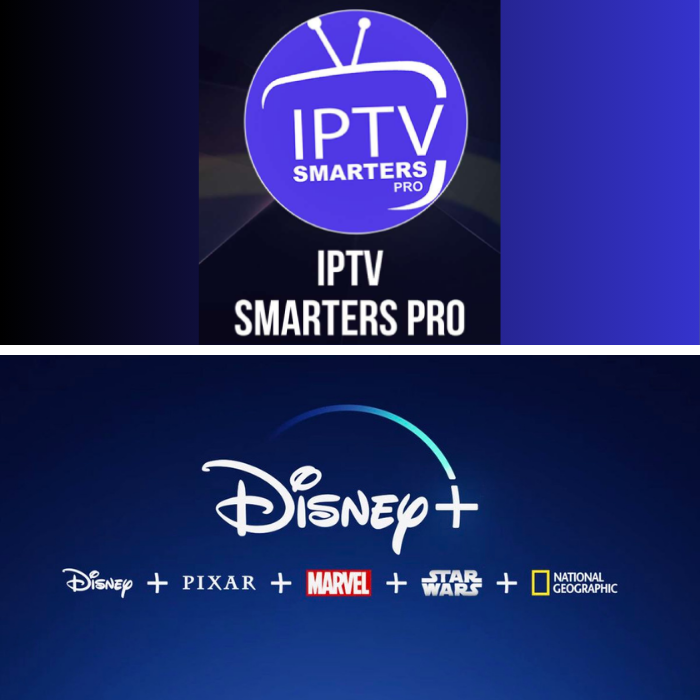 IPTV
SMARTERS
PRO
IPTV
SMARTERS PRO
Disney+
Disney + PIXAR + MARVEL + STAR WARS + NATIONAL GEOGRAPHIC